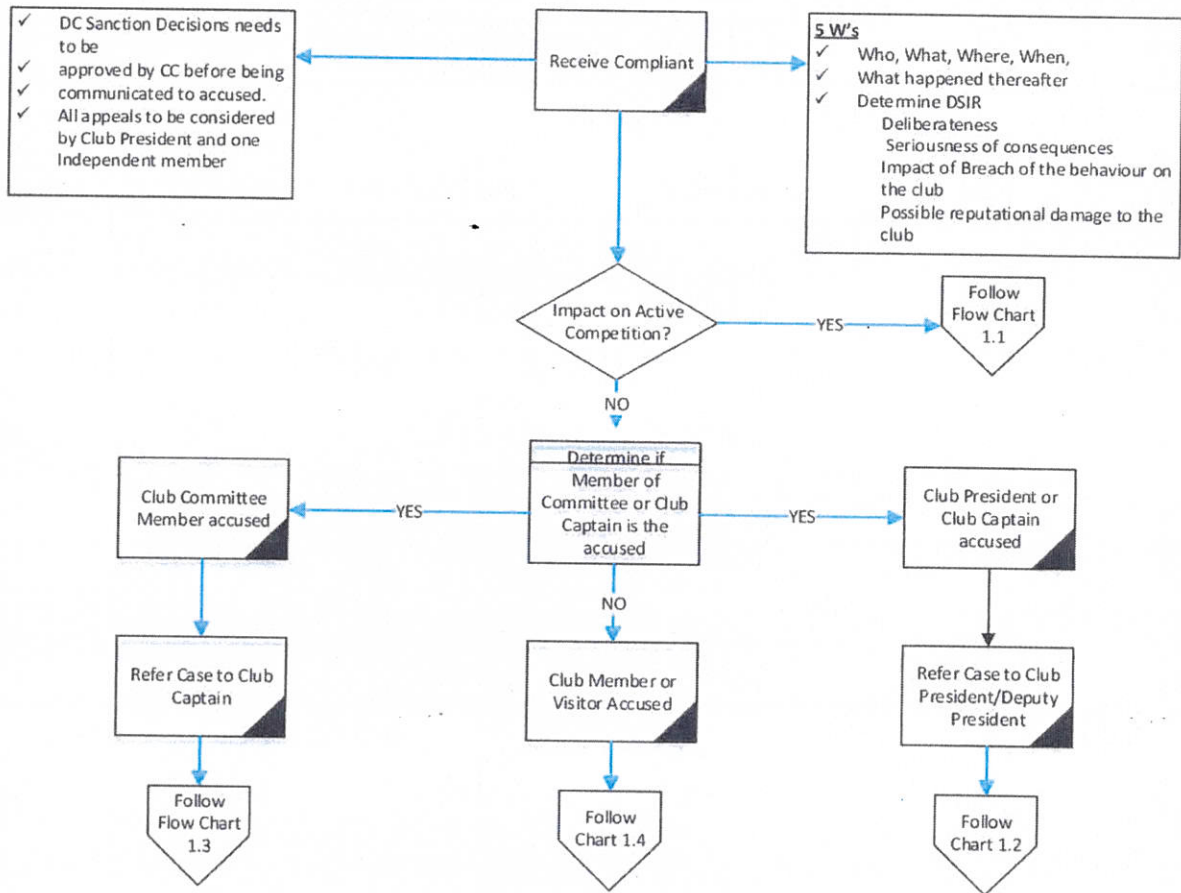 ✓ DC Sanction Decisions needs
to be
✓ approved by CC before being
✓ communicated to accused.
✓ All appeals to be considered
by Club President and one
Independent member
Receive Compliant
5 W's
✓ Who, What, Where, When,
✓ What happened thereafter
✓ Determine DSIR
Deliberateness
Seriousness of consequences
Impact of Breach of the behaviour on
the club
Possible reputational damage to the
club
Impact on Active
Competition?
YES
Follow
Flow Chart
1.1
NO
Determine if
Member of
Committee or Club
Captain is the
accused
YES
Club Committee
Member accused
YES
Club President or
Club Captain
accused
NO
Refer Case to Club
Captain
Club Member or
Visitor Accused
Refer Case to Club
President/Deputy
President
Follow
Flow Chart
1.3
Follow
Chart 1.4
Follow
Chart 1.2